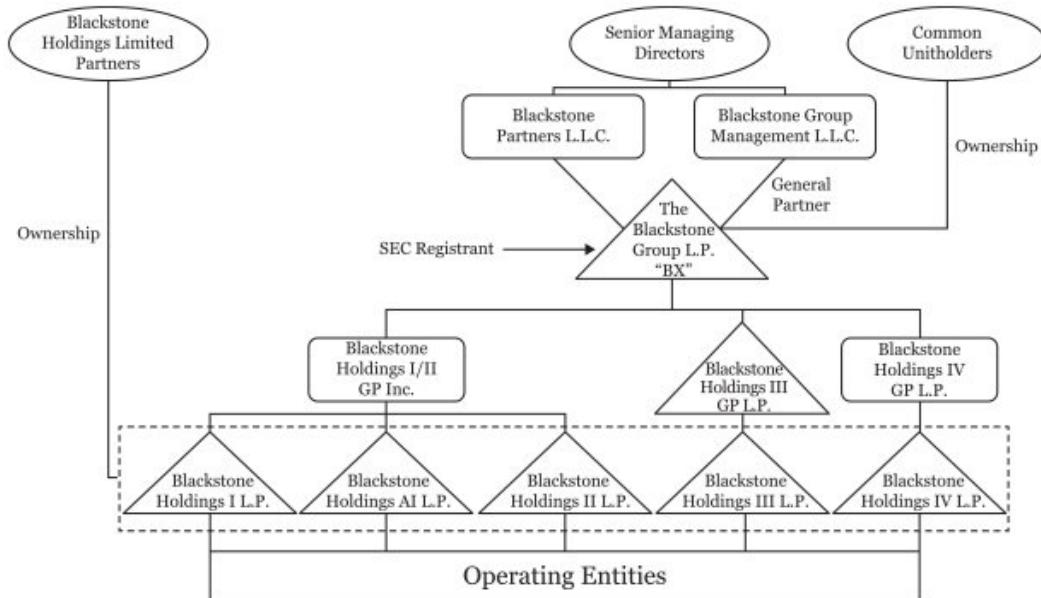 Blackstone
Holdings Limited
Partners
Senior Managing
Directors
Common
Unitholders
Blackstone
Partners L.L.C.
Blackstone Group
Management L.L.C.
Ownership
General
Partner
Ownership
The
Blackstone
Group L.P.
“BX”
SEC Registrant
Blackstone
Holdings I/II
GP Inc.
Blackstone
Holdings III
GP L.P.
Blackstone
Holdings IV
GP L.P.
Blackstone
Holdings I L.P.
Blackstone
Holdings AI L.P.
Blackstone
Holdings II L.P.
Blackstone
Holdings III L.P.
Blackstone
Holdings IV L.P.
Operating Entities